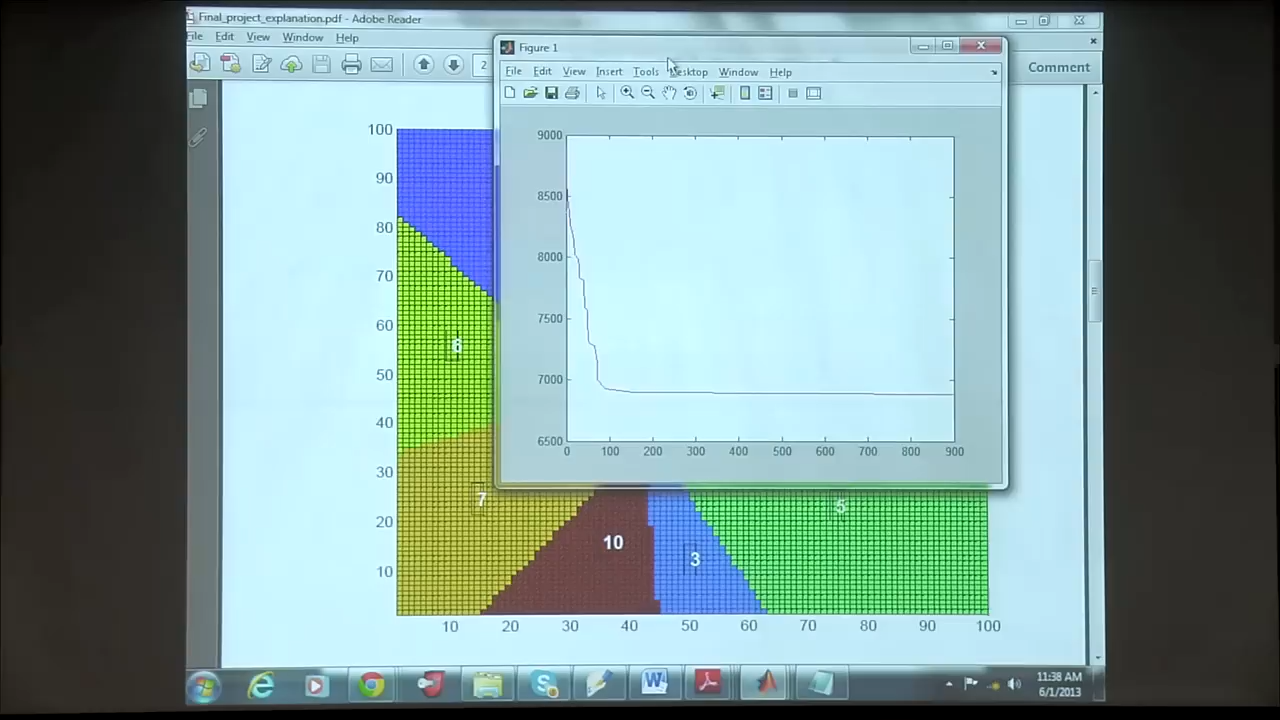 Final_project_explanation.pdf - Adobe Reader
File Edit View Window Help
2
Comment
Figure 1
File Edit View Insert Tools Desktop Window Help
100
90
80
70
60
50
40
30
20
10
6
7
10
3
5
10 20 30 40 50 60 70 80 90 100
9000
8500
8000
7500
7000
6500
0 100 200 300 400 500 600 700 800 900
11:38 AM
6/1/2013